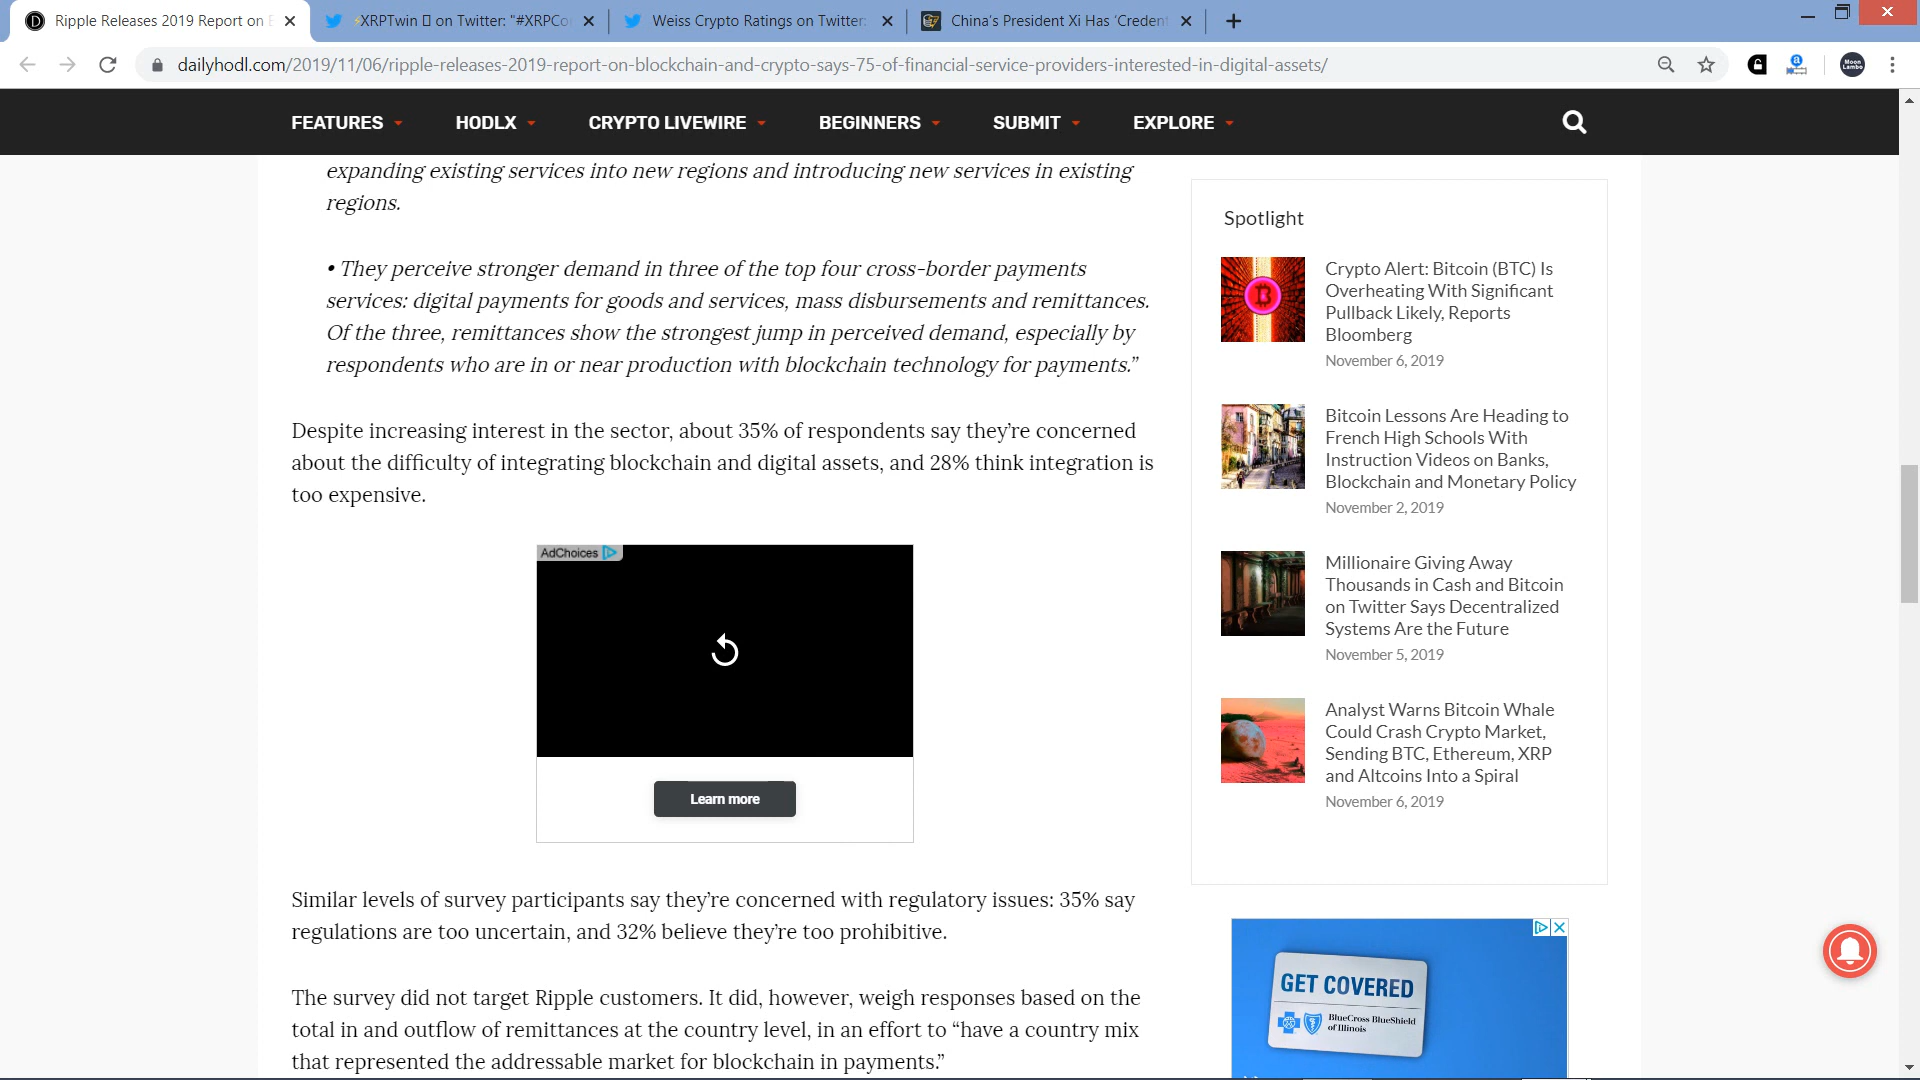 Ripple Releases 2019 Report on
XRPTwin on Twitter: "#XRPCo
Weiss Crypto Ratings on Twitter:
China's President Xi Has 'Creden
dailyhodl.com/2019/11/06/ripple-releases-2019-report-on-blockchain-and-crypto-says-75-of-financial-service-providers-interested-in-digital-assets/
Moon Lambo
FEATURES HODLX CRYPTO LIVEWIRE BEGINNERS SUBMIT EXPLORE
expanding existing services into new regions and introducing new services in existing
regions.
• They perceive stronger demand in three of the top four cross-border payments
services: digital payments for goods and services, mass disbursements and remittances.
Of the three, remittances show the strongest jump in perceived demand, especially by
respondents who are in or near production with blockchain technology for payments.”
Despite increasing interest in the sector, about 35% of respondents say they’re concerned
about the difficulty of integrating blockchain and digital assets, and 28% think integration is
too expensive.
AdChoices
Learn more
Similar levels of survey participants say they’re concerned with regulatory issues: 35% say
regulations are too uncertain, and 32% believe they’re too prohibitive.
The survey did not target Ripple customers. It did, however, weigh responses based on the
total in and outflow of remittances at the country level, in an effort to “have a country mix
that represented the addressable market for blockchain in payments.”
Spotlight
Crypto Alert: Bitcoin (BTC) Is
Overheating With Significant
Pullback Likely, Reports
Bloomberg
November 6, 2019
Bitcoin Lessons Are Heading to
French High Schools With
Instruction Videos on Banks,
Blockchain and Monetary Policy
November 2, 2019
Millionaire Giving Away
Thousands in Cash and Bitcoin
on Twitter Says Decentralized
Systems Are the Future
November 5, 2019
Analyst Warns Bitcoin Whale
Could Crash Crypto Market,
Sending BTC, Ethereum, XRP
and Altcoins Into a Spiral
November 6, 2019
GET COVERED
BlueCross BlueShield
of Illinois